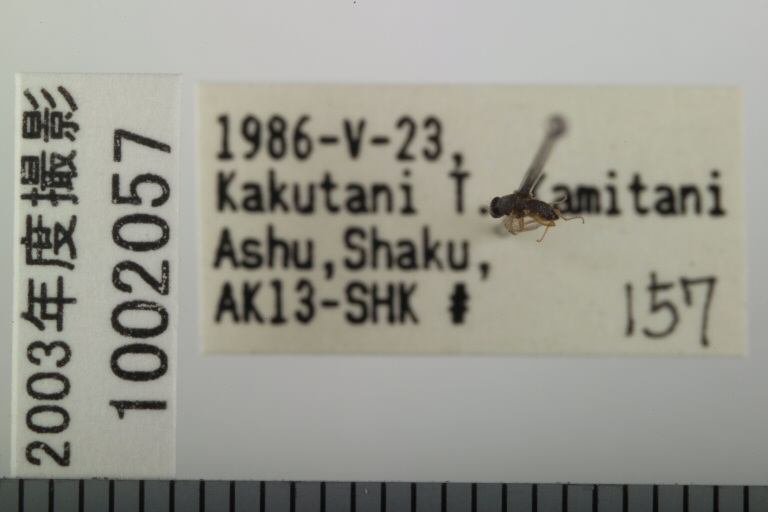 2003年度撮影
1002057
1986-V-23,
Kakutani T. Kamitani
Ashu,Shaku,
AK13-SHK # 157